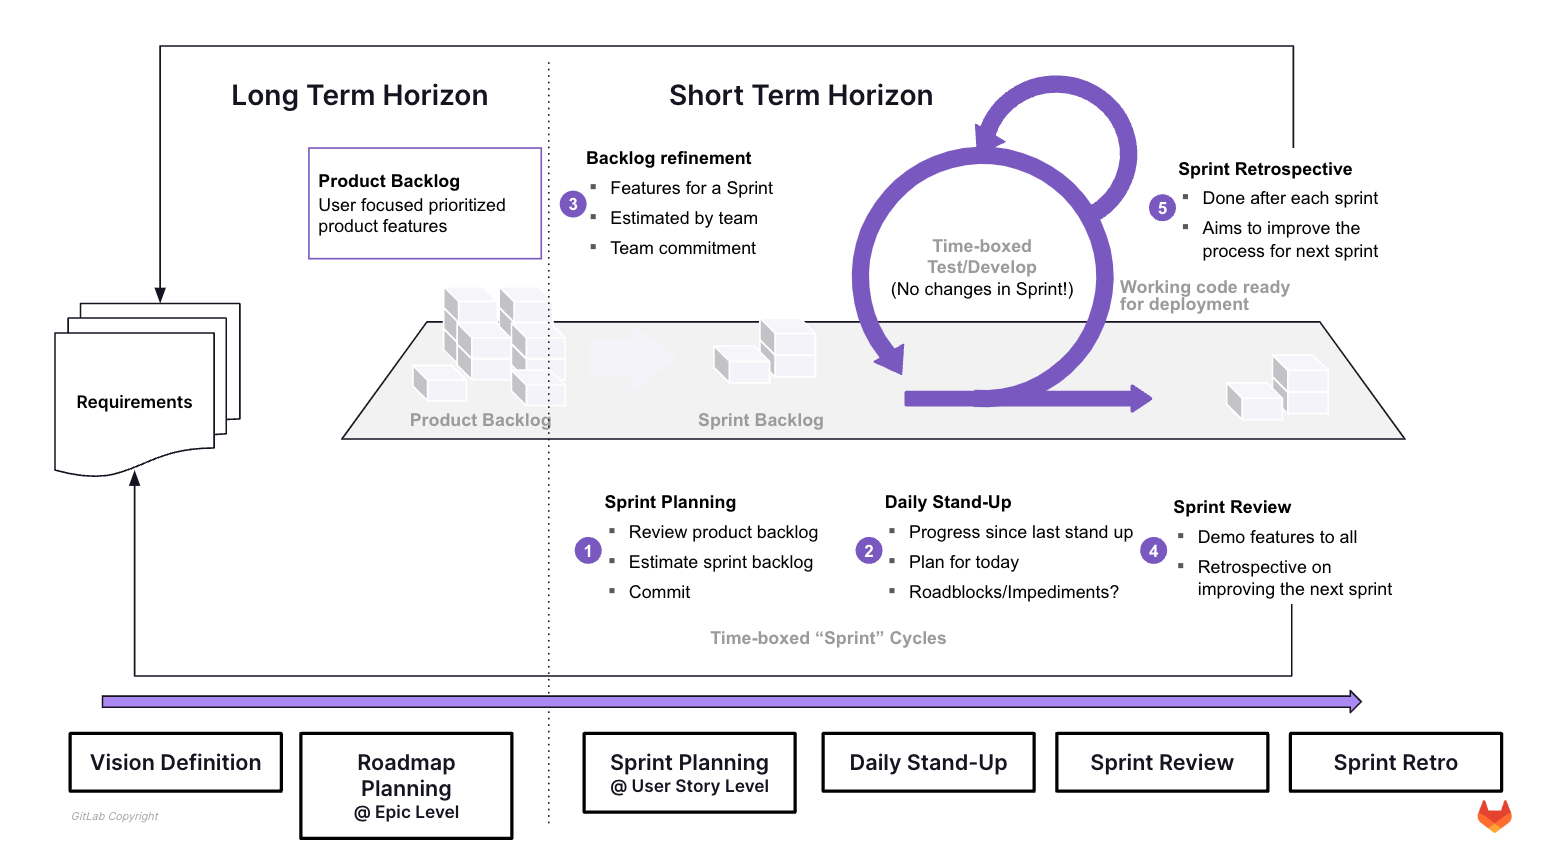 Long Term Horizon
Short Term Horizon
Product Backlog
User focused prioritized
product features
Backlog refinement
3
▪ Features for a Sprint
▪ Estimated by team
▪ Team commitment
Time-boxed
Test/Develop
(No changes in Sprint!)
Sprint Retrospective
5
▪ Done after each sprint
▪ Aims to improve the
process for next sprint
Working code ready
for deployment
Requirements
Product Backlog
Sprint Backlog
Sprint Planning
1
▪ Review product backlog
▪ Estimate sprint backlog
▪ Commit
Daily Stand-Up
2
▪ Progress since last stand up
▪ Plan for today
▪ Roadblocks/Impediments?
Sprint Review
4
▪ Demo features to all
▪ Retrospective on
improving the next sprint
Time-boxed “Sprint” Cycles
Vision Definition
Roadmap
Planning
@ Epic Level
Sprint Planning
@ User Story Level
Daily Stand-Up
Sprint Review
Sprint Retro
GitLab Copyright